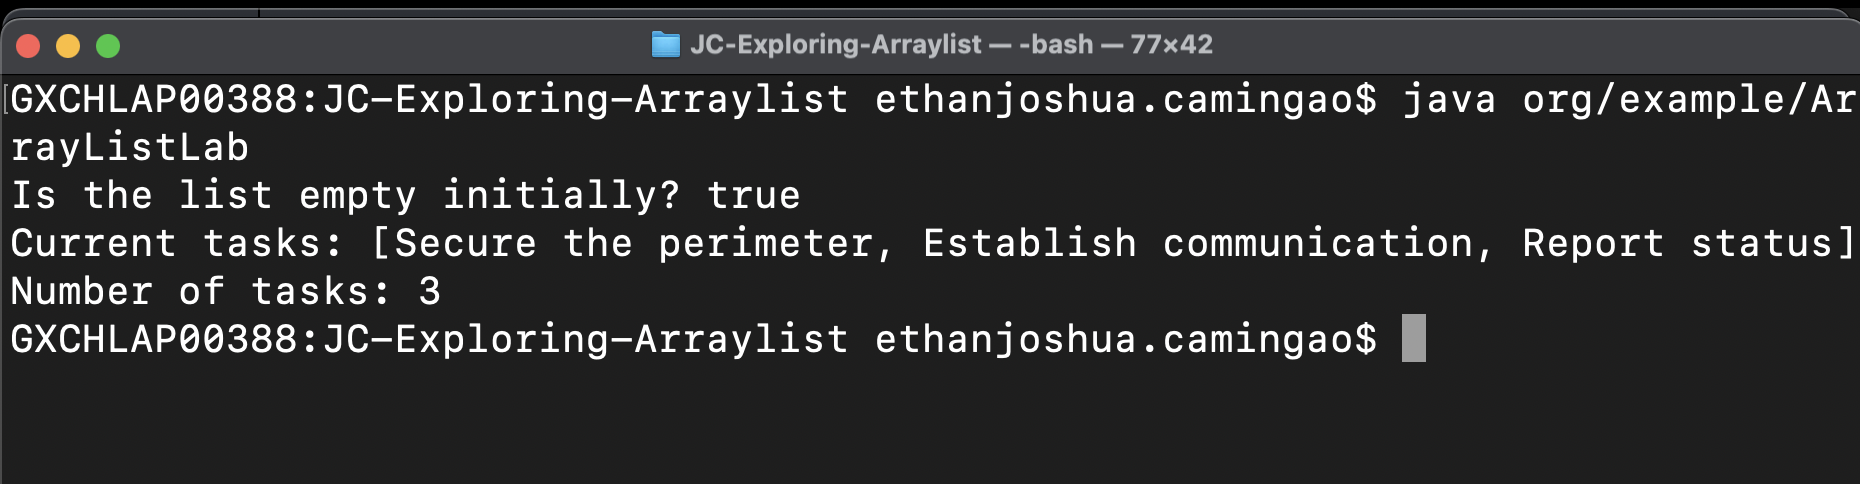 JC-Exploring-Arraylist — -bash — 77×42
GXCHLAP00388:JC-Exploring-Arraylist ethanjoshua.camingao$ java org/example/Ar
rayListLab
Is the list empty initially? true
Current tasks: [Secure the perimeter, Establish communication, Report status]
Number of tasks: 3
GXCHLAP00388:JC-Exploring-Arraylist ethanjoshua.camingao$